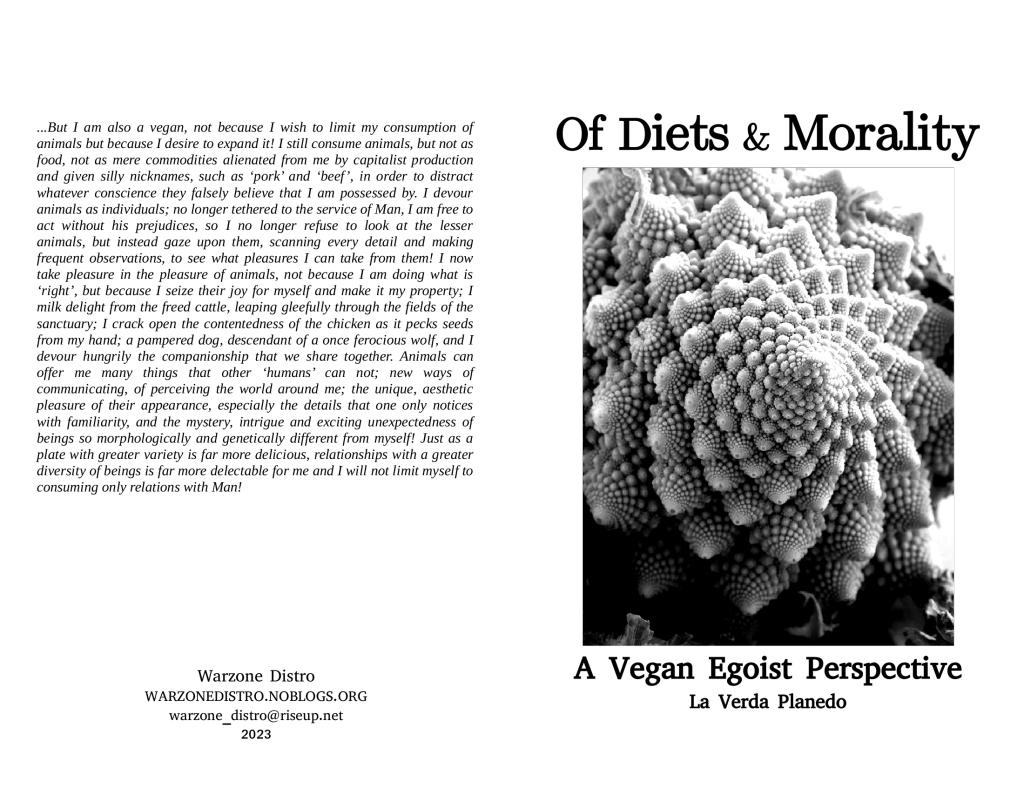 ...But I am also a vegan, not because I wish to limit my consumption of
animals but because I desire to expand it! I still consume animals, but not as
food, not as mere commodities alienated from me by capitalist production
and given silly nicknames, such as ‘pork’ and ‘beef’, in order to distract
whatever conscience they falsely believe that I am possessed by. I devour
animals as individuals; no longer tethered to the service of Man, I am free to
act without his prejudices, so I no longer refuse to look at the lesser
animals, but instead gaze upon them, scanning every detail and making
frequent observations, to see what pleasures I can take from them! I now
take pleasure in the pleasure of animals, not because I am doing what is
‘right’, but because I seize their joy for myself and make it my property; I
milk delight from the freed cattle, leaping gleefully through the fields of the
sanctuary; I crack open the contentedness of the chicken as it pecks seeds
from my hand; a pampered dog, descendant of a once ferocious wolf, and I
devour hungrily the companionship that we share together. Animals can
offer me many things that other ‘humans’ can not; new ways of
communicating, of perceiving the world around me; the unique, aesthetic
pleasure of their appearance, especially the details that one only notices
with familiarity, and the mystery, intrigue and exciting unexpectedness of
beings so morphologically and genetically different from myself! Just as a
plate with greater variety is far more delicious, relationships with a greater
diversity of beings is far more delectable for me and I will not limit myself to
consuming only relations with Man!
Warzone Distro
WARZONEDISTRO.NOBLOGS.ORG
warzone_distro@riseup.net
2023
Of Diets & Morality
A Vegan Egoist Perspective
La Verda Planedo